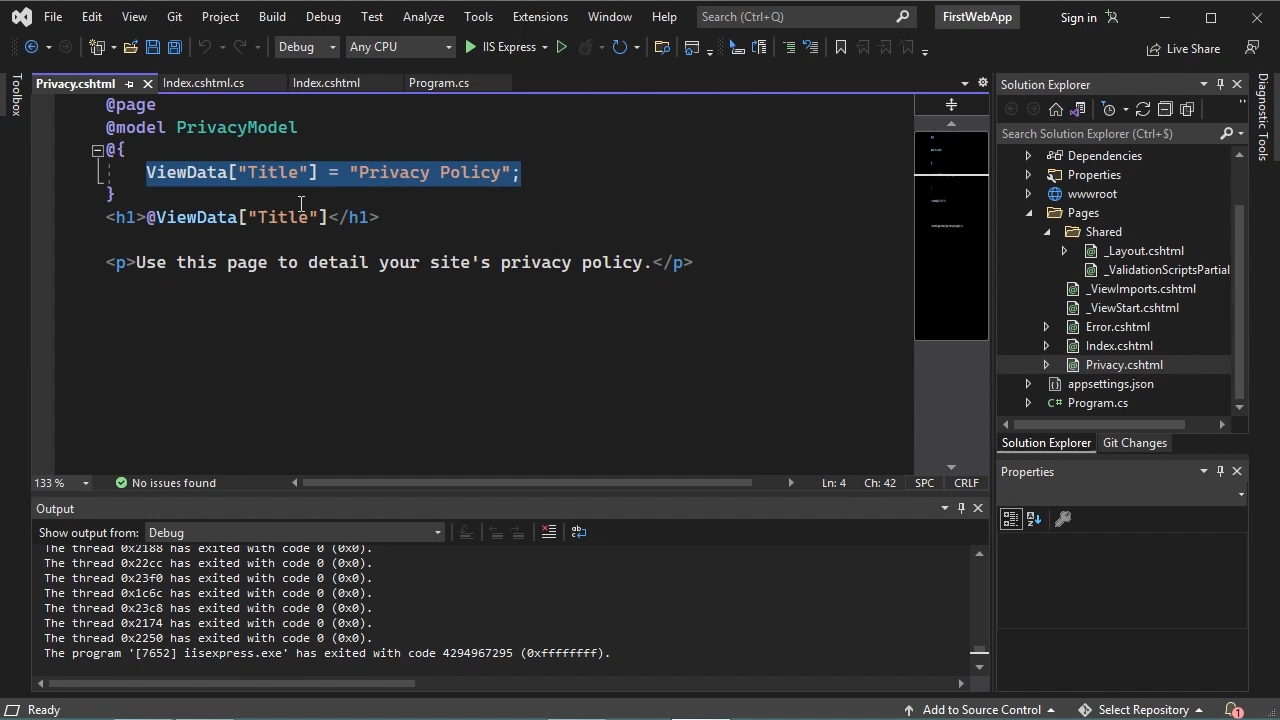 File Edit View Git Project Build Debug Test Analyze Tools Extensions Window Help Search (Ctrl+Q) FirstWebApp Sign in
Debug Any CPU IIS Express Live Share
Toolbox
Privacy.cshtml Index.cshtml.cs Index.cshtml Program.cs
@page
@model PrivacyModel
@{
ViewData["Title"] = "Privacy Policy";
}
<h1>@ViewData["Title"]</h1>
<p>Use this page to detail your site's privacy policy.</p>
133 % No issues found Ln: 4 Ch: 42 SPC CRLF
Output
Show output from: Debug
The thread 0x2188 has exited with code 0 (0x0).
The thread 0x22cc has exited with code 0 (0x0).
The thread 0x23f0 has exited with code 0 (0x0).
The thread 0x1c6c has exited with code 0 (0x0).
The thread 0x23c8 has exited with code 0 (0x0).
The thread 0x2174 has exited with code 0 (0x0).
The thread 0x2250 has exited with code 0 (0x0).
The program '[7652] iisexpress.exe' has exited with code 4294967295 (0xffffffff).
Solution Explorer
Search Solution Explorer (Ctrl+$)
Dependencies
Properties
wwwroot
Pages
Shared
_Layout.cshtml
_ValidationScriptsPartial
_ViewImports.cshtml
_ViewStart.cshtml
Error.cshtml
Index.cshtml
Privacy.cshtml
appsettings.json
C# Program.cs
Solution Explorer Git Changes
Properties
Diagnostic Tools
Ready Add to Source Control Select Repository 1